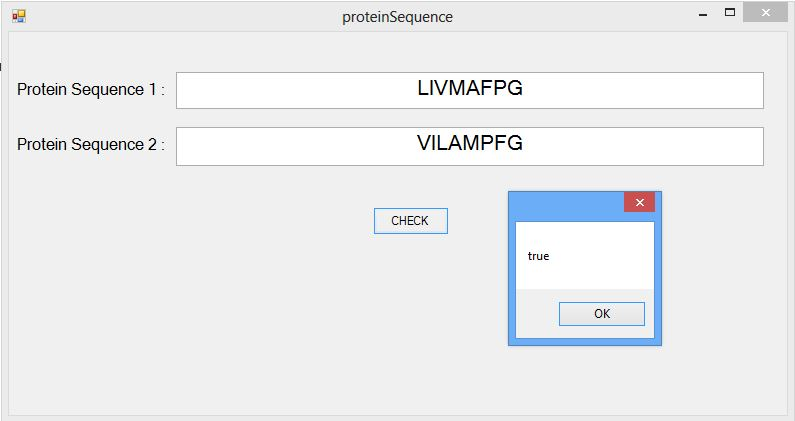 proteinSequence
Protein Sequence 1 : LIVMAFPG
Protein Sequence 2 : VILAMPFG
CHECK
true
OK